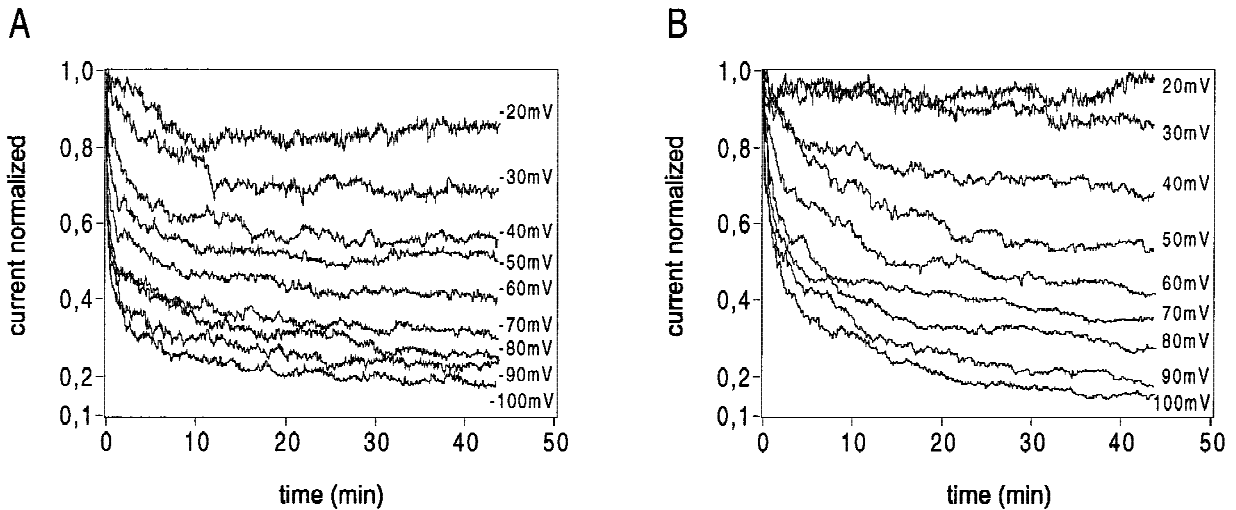 A
B
1,0
0,8
0,6
0,4
0,2
0,1
current normalized
-20mV
-30mV
-40mV
-50mV
-60mV
-70mV
-80mV
-90mV
-100mV
0
10
20
30
40
50
time (min)
1,0
0,8
0,6
0,4
0,2
0,1
current normalized
20mV
30mV
40mV
50mV
60mV
70mV
80mV
90mV
100mV
0
10
20
30
40
50
time (min)